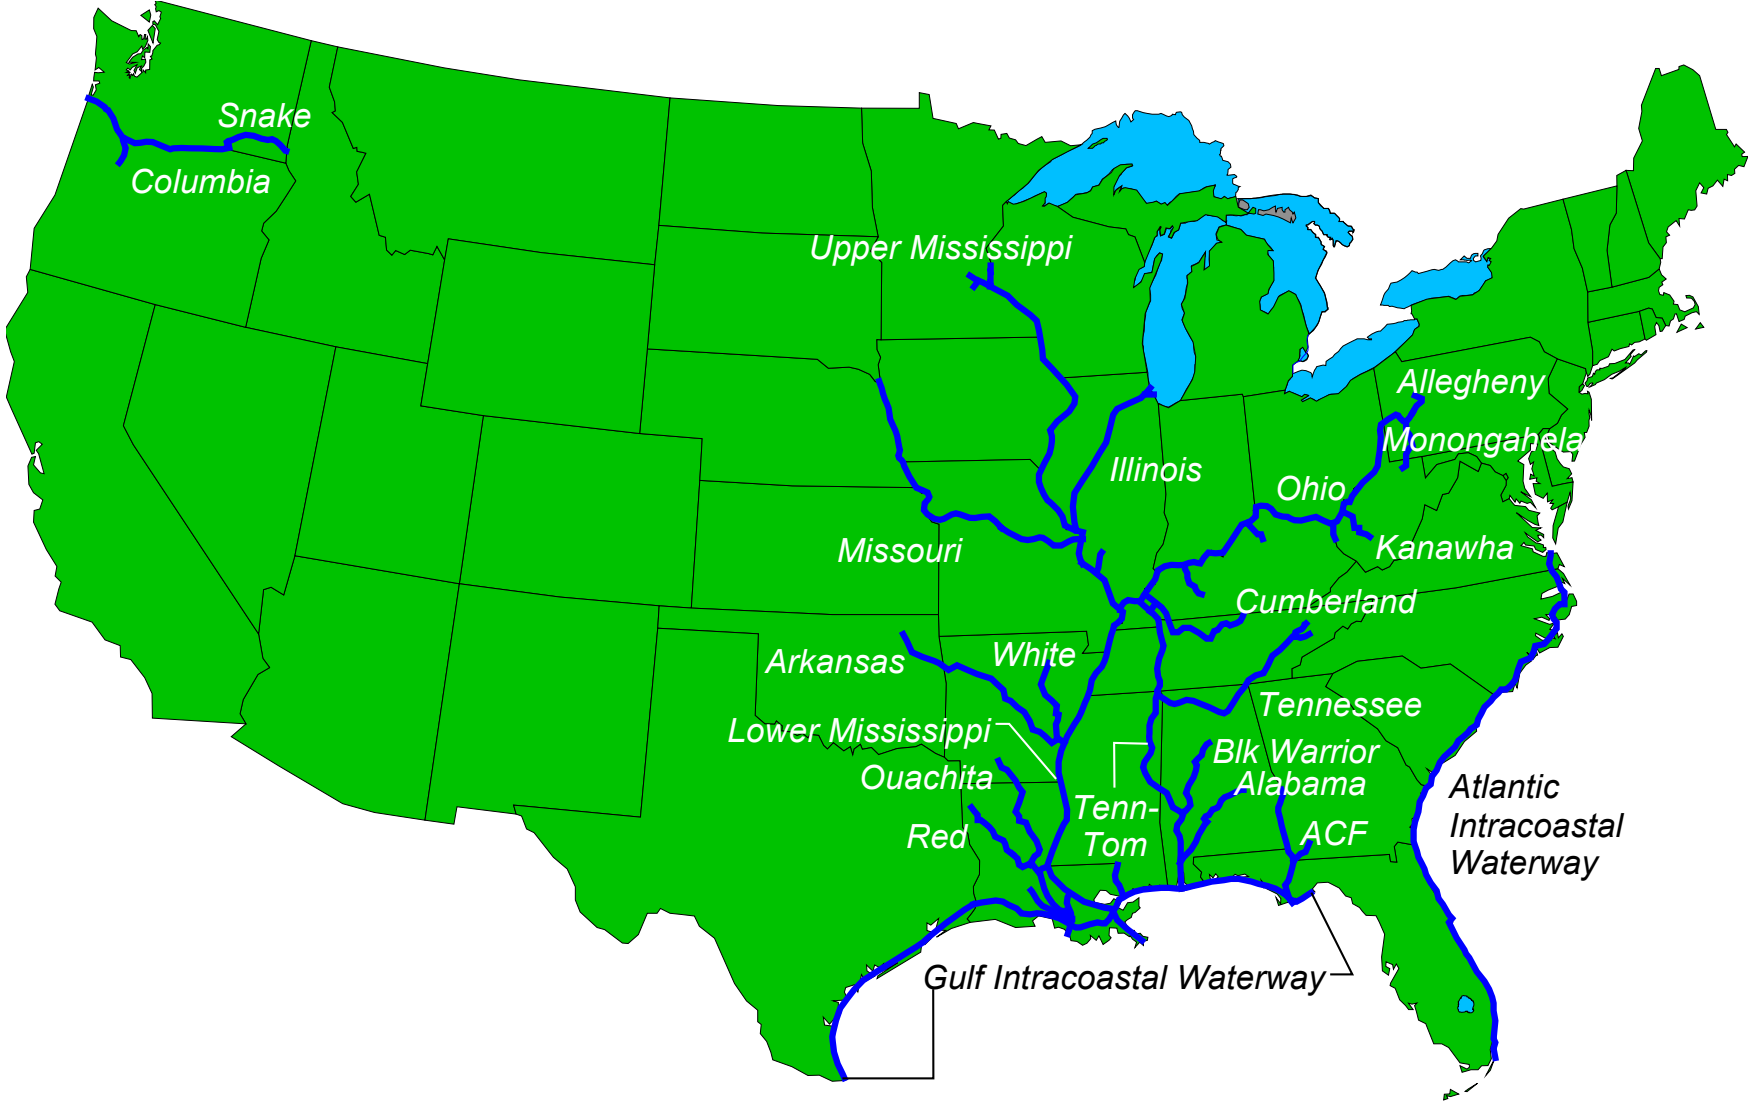 Snake
Columbia
Upper Mississippi
Allegheny
Monongahela
Illinois
Ohio
Missouri
Kanawha
Cumberland
White
Arkansas
Tennessee
Lower Mississippi
Blk Warrior
Ouachita
Alabama
Atlantic
Intracoastal
Waterway
Tenn-
Tom
Red
ACF
Gulf Intracoastal Waterway